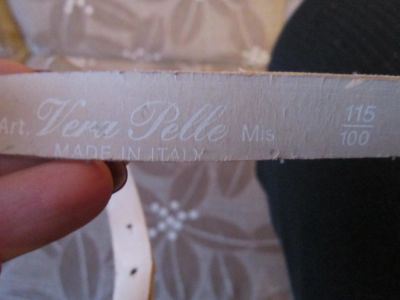 Art. Vera Pelle Mis. 115/100
MADE IN ITALY